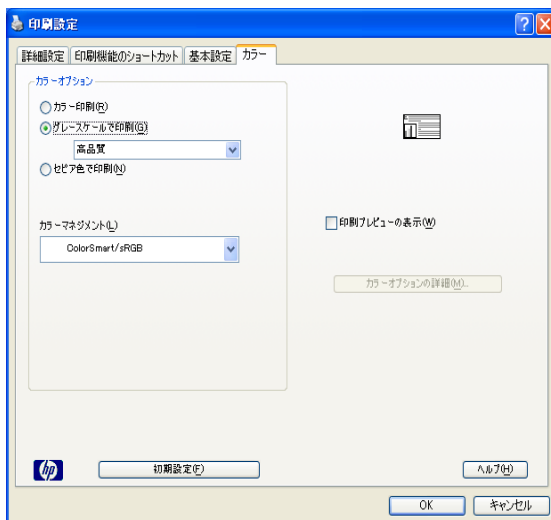 印刷設定
詳細設定 印刷機能のショートカット 基本設定 カラー
カラーオプション
カラー印刷(R)
グレースケールで印刷(G)
高品質
セピア色で印刷(N)
カラーマネジメント(L)
印刷プレビューの表示(W)
ColorSmart/sRGB
カラーオプションの詳細(M)...
hp
初期設定(F)
ヘルプ(H)
OK
キャンセル